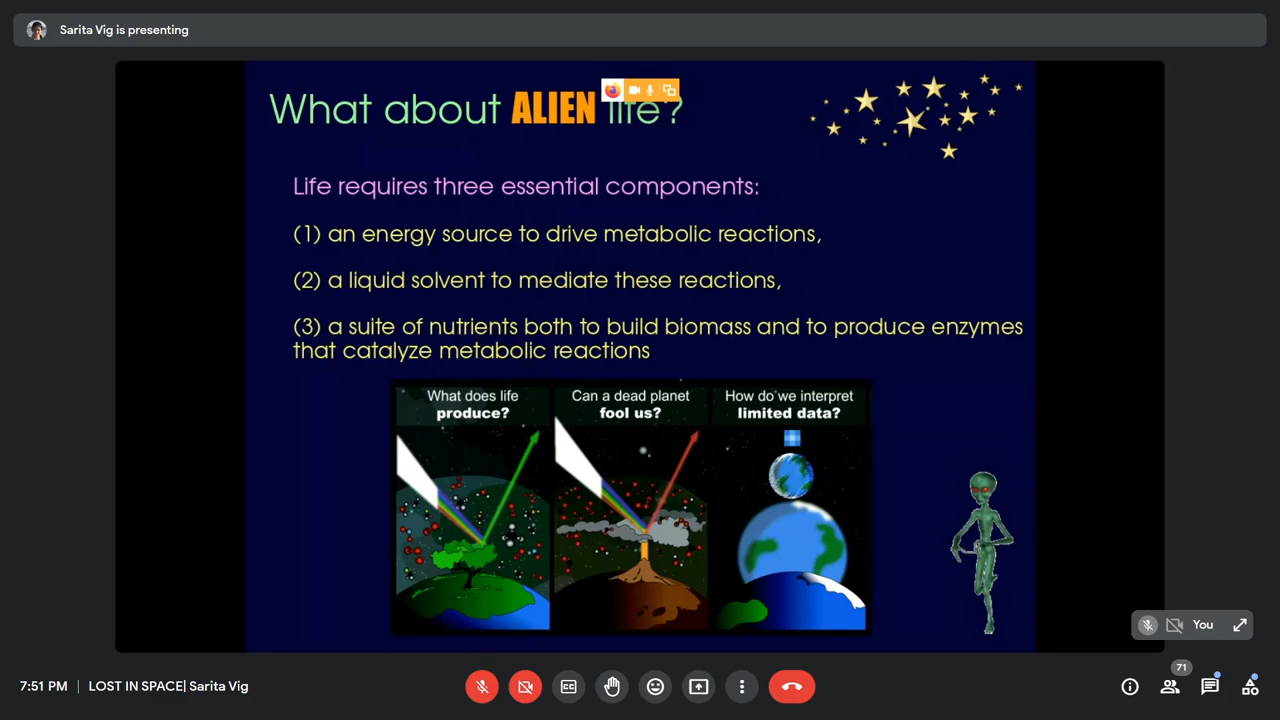 Sarita Vig is presenting
What about ALIEN life?
Life requires three essential components:
(1) an energy source to drive metabolic reactions,
(2) a liquid solvent to mediate these reactions,
(3) a suite of nutrients both to build biomass and to produce enzymes
that catalyze metabolic reactions
What does life
produce?
Can a dead planet
fool us?
How do we interpret
limited data?
You
7:51 PM | LOST IN SPACE| Sarita Vig
71